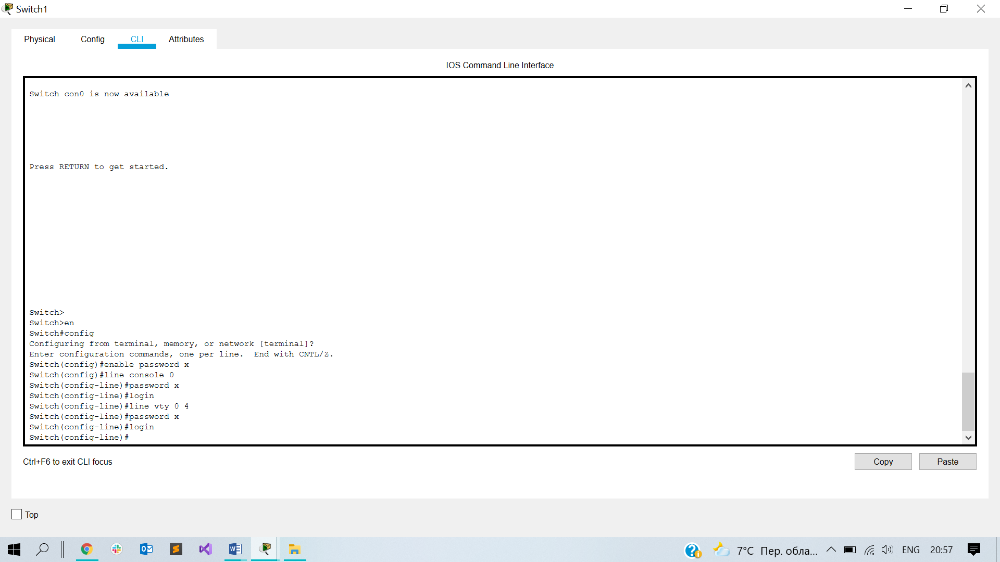 Switch1
Physical Config CLI Attributes
IOS Command Line Interface
Switch con0 is now available
Press RETURN to get started.
Switch>
Switch>en
Switch#config
Configuring from terminal, memory, or network [terminal]?
Enter configuration commands, one per line.  End with CNTL/Z.
Switch(config)#enable password x
Switch(config)#line console 0
Switch(config-line)#password x
Switch(config-line)#login
Switch(config-line)#line vty 0 4
Switch(config-line)#password x
Switch(config-line)#login
Switch(config-line)#
Ctrl+F6 to exit CLI focus
Copy Paste
Top
7°C Пер. обла... ENG 20:57